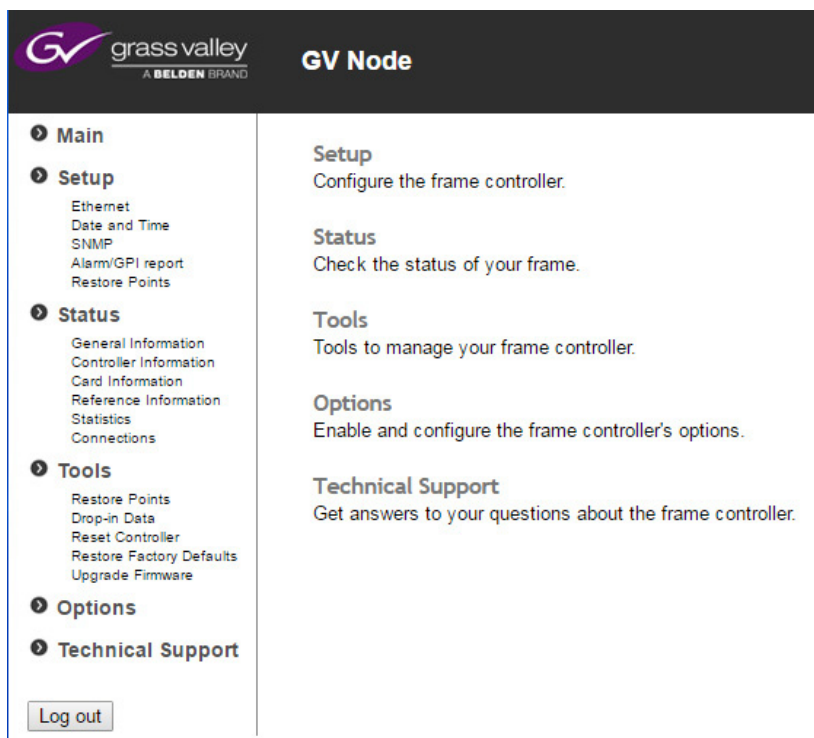 GV grass valley
A BELDEN BRAND
GV Node
Main
Setup
Ethernet
Date and Time
SNMP
Alarm/GPI report
Restore Points
Status
General Information
Controller Information
Card Information
Reference Information
Statistics
Connections
Tools
Restore Points
Drop-in Data
Reset Controller
Restore Factory Defaults
Upgrade Firmware
Options
Technical Support
Log out
Setup
Configure the frame controller.
Status
Check the status of your frame.
Tools
Tools to manage your frame controller.
Options
Enable and configure the frame controller's options.
Technical Support
Get answers to your questions about the frame controller.